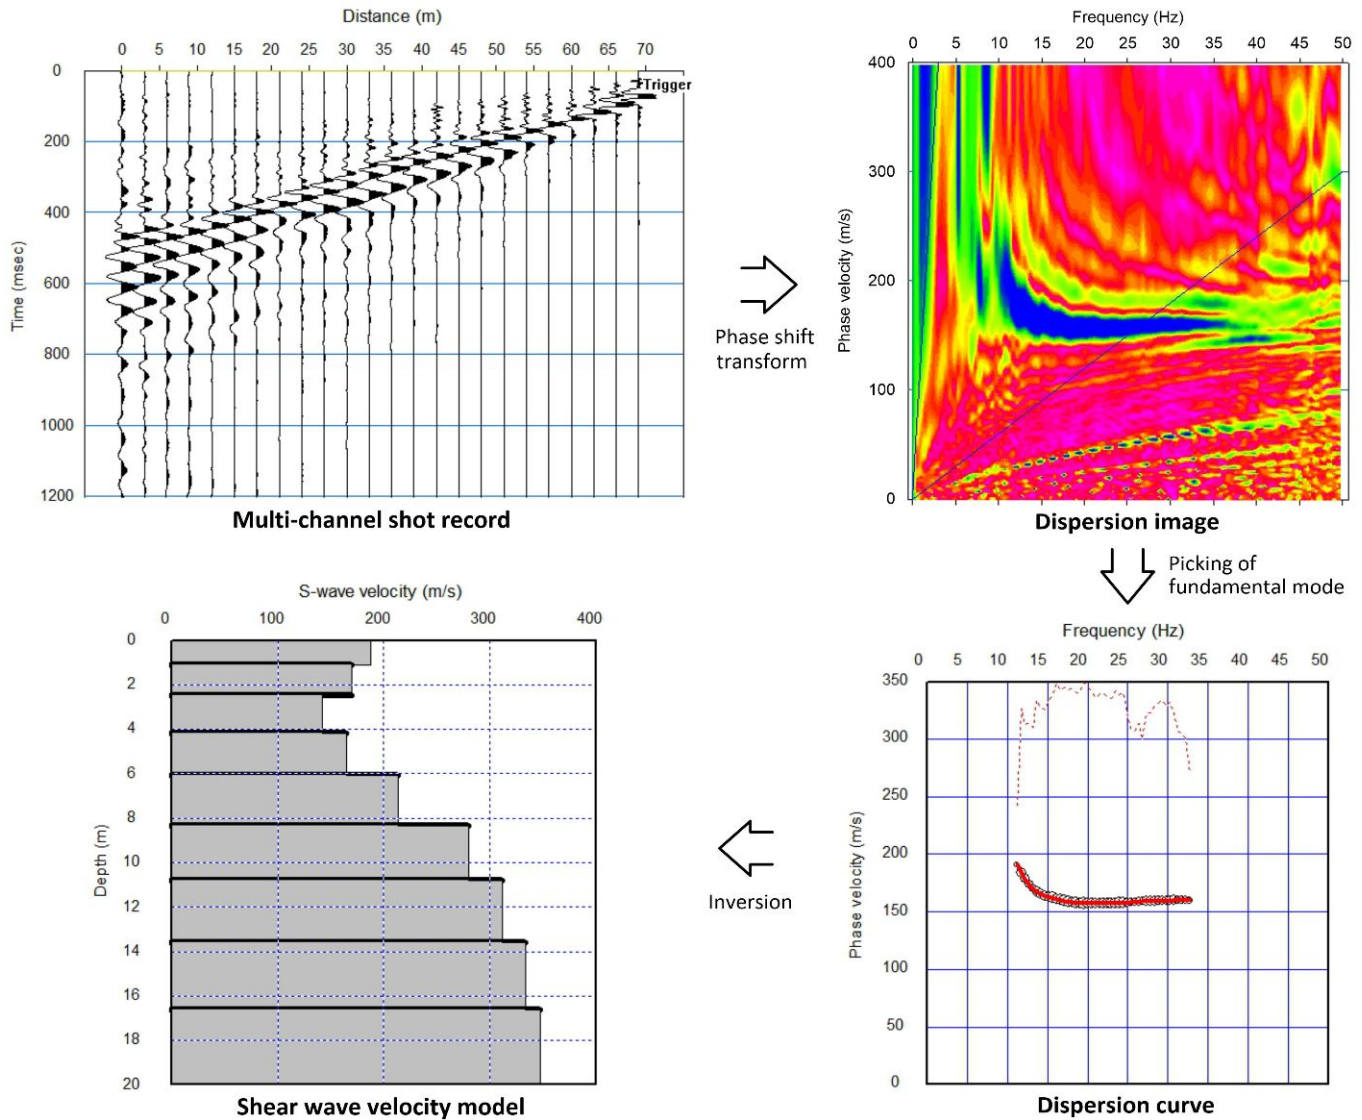 Distance (m)
0 5 10 15 20 25 30 35 40 45 50 55 60 65 70
Trigger
0
200
400
600
800
1000
1200
Time (msec)
Multi-channel shot record
Phase shift
transform
Frequency (Hz)
0 5 10 15 20 25 30 35 40 45 50
400
300
200
100
0
Phase velocity (m/s)
Dispersion image
Picking of
fundamental mode
Frequency (Hz)
0 5 10 15 20 25 30 35 40 45 50
350
300
250
200
150
100
50
0
Phase velocity (m/s)
Dispersion curve
Inversion
S-wave velocity (m/s)
0 100 200 300 400
0
2
4
6
8
10
12
14
16
18
20
Depth (m)
Shear wave velocity model